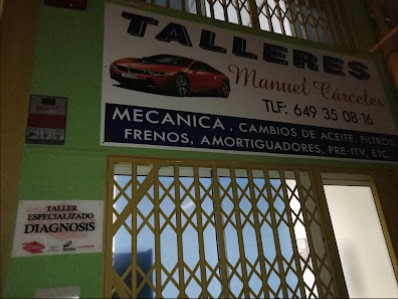 TALLERES
Manuel Cárceles
TLF: 649 35 08 16
MECANICA, CAMBIOS DE ACEITE, FILTROS,
FRENOS, AMORTIGUADORES, PRE-ITV, ETC..
TALLER
ESPECIALIZADO
DIAGNOSIS